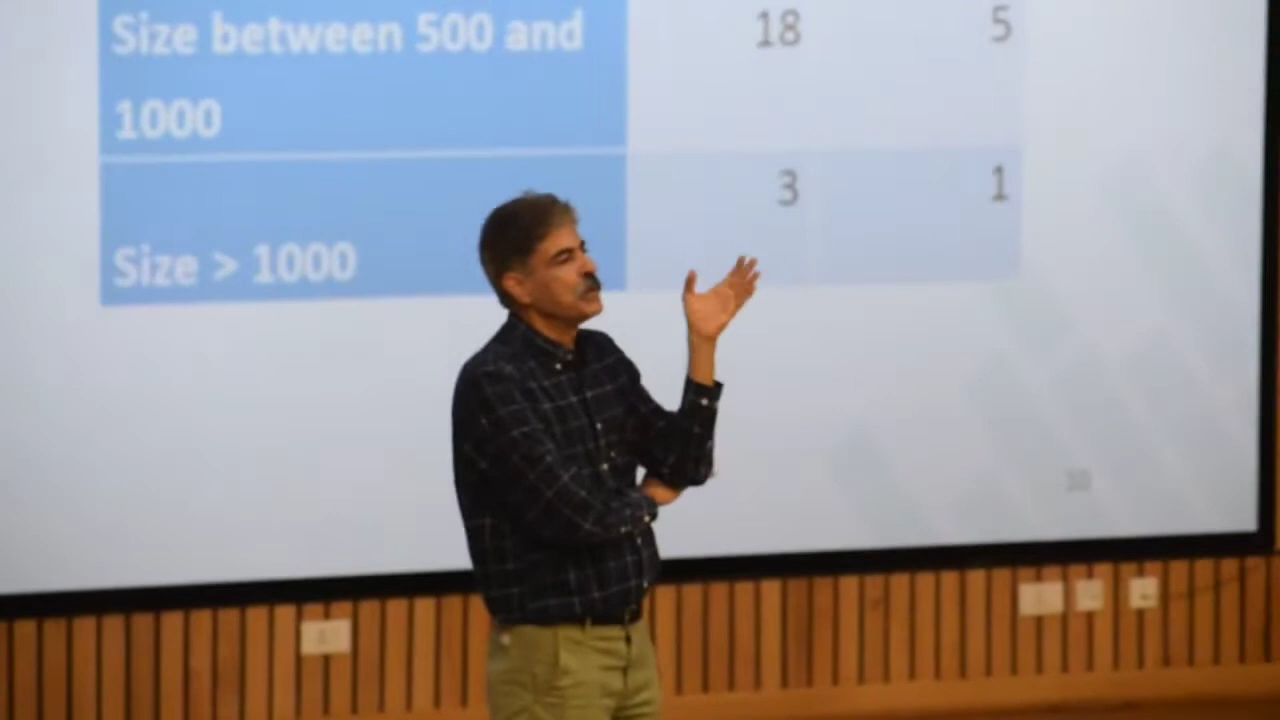 Size between 500 and 18 5
1000
3 1
Size > 1000